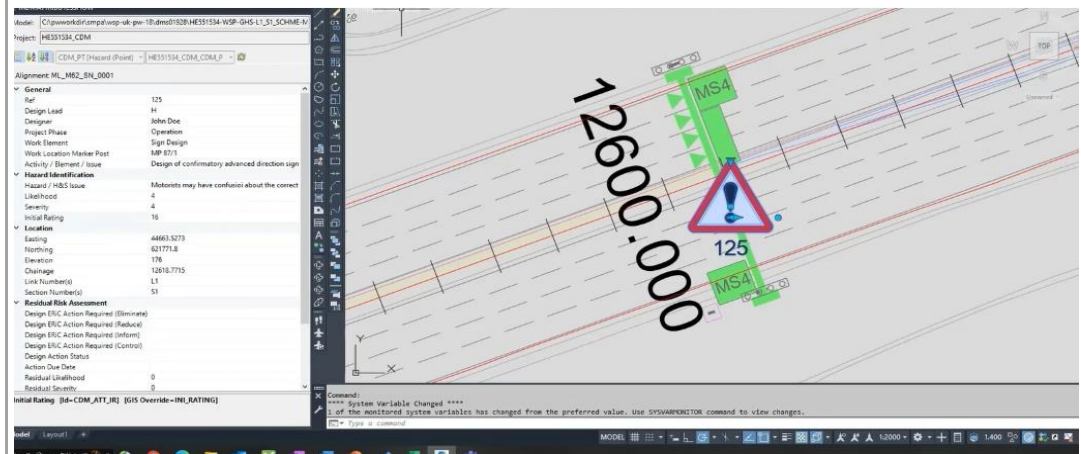 Model: C:\pwworkdir\smpa\wsp-uk-pw-18\dms01928\HE551534-WSP-GHS-L1_S1_SCHME-M
Project: HE551534_CDM
CDM_PT (Hazard (Point) HE551534_CDM_CDM_P
Alignment: ML_M62_SN_0001
General
Ref 125
Design Lead H
Designer John Doe
Project Phase Operation
Work Element Sign Design
Work Location Marker Post MP 87/1
Activity / Element / Issue Design of confirmatory advanced direction sign
Hazard Identification
Hazard / H&S Issue Motorists may have confusioi about the correct
Likelihood 4
Severity 4
Initial Rating 16
Location
Easting 44663.5273
Northing 621771.8
Elevation 176
Chainage 12618.7715
Link Number(s) L1
Section Number(s) S1
Residual Risk Assessment
Design ERIC Action Required (Eliminate)
Design ERIC Action Required (Reduce)
Design ERIC Action Required (Inform)
Design ERIC Action Required (Control)
Design Action Status
Action Due Date
Residual Likelihood 0
Residual Severity 0
Initial Rating [Id=CDM_ATT_IR] [GIS Override=INI_RATING]
Model Layout1 +
12600.000
MS4
125
MS4
W TOP
Unnamed
Y
X
Command:
**** System Variable Changed ****
1 of the monitored system variables has changed from the preferred value. Use SYSVARMONITOR command to view changes.
Type a command
MODEL 1:2000 1.400